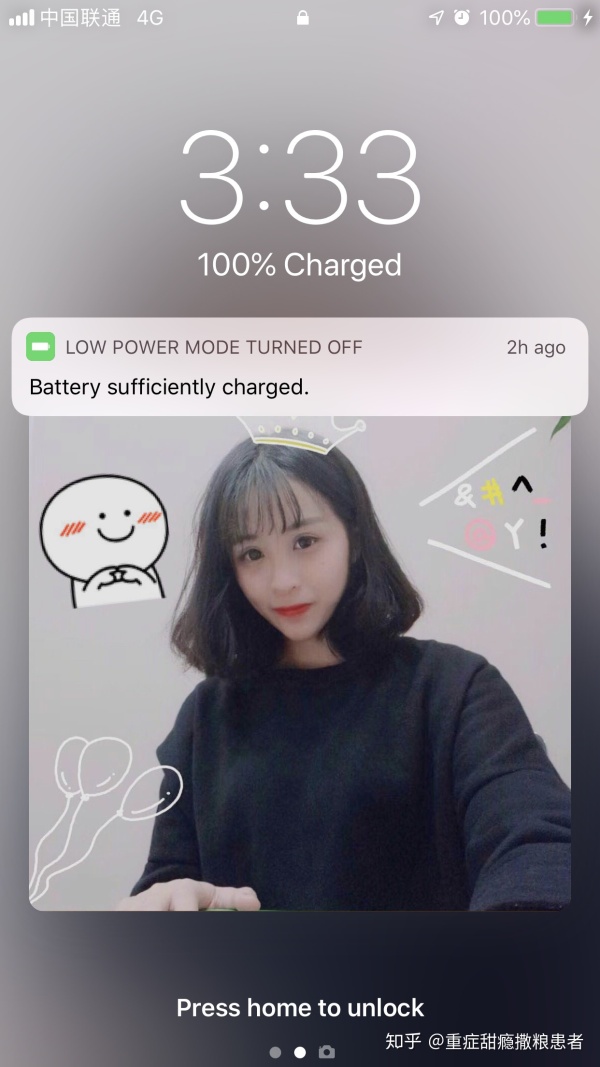 中国联通 4G 100%
3:33
100% Charged
LOW POWER MODE TURNED OFF 2h ago
Battery sufficiently charged.
&#^_
@Y!
Press home to unlock
知乎 @重症甜瘾撒粮患者